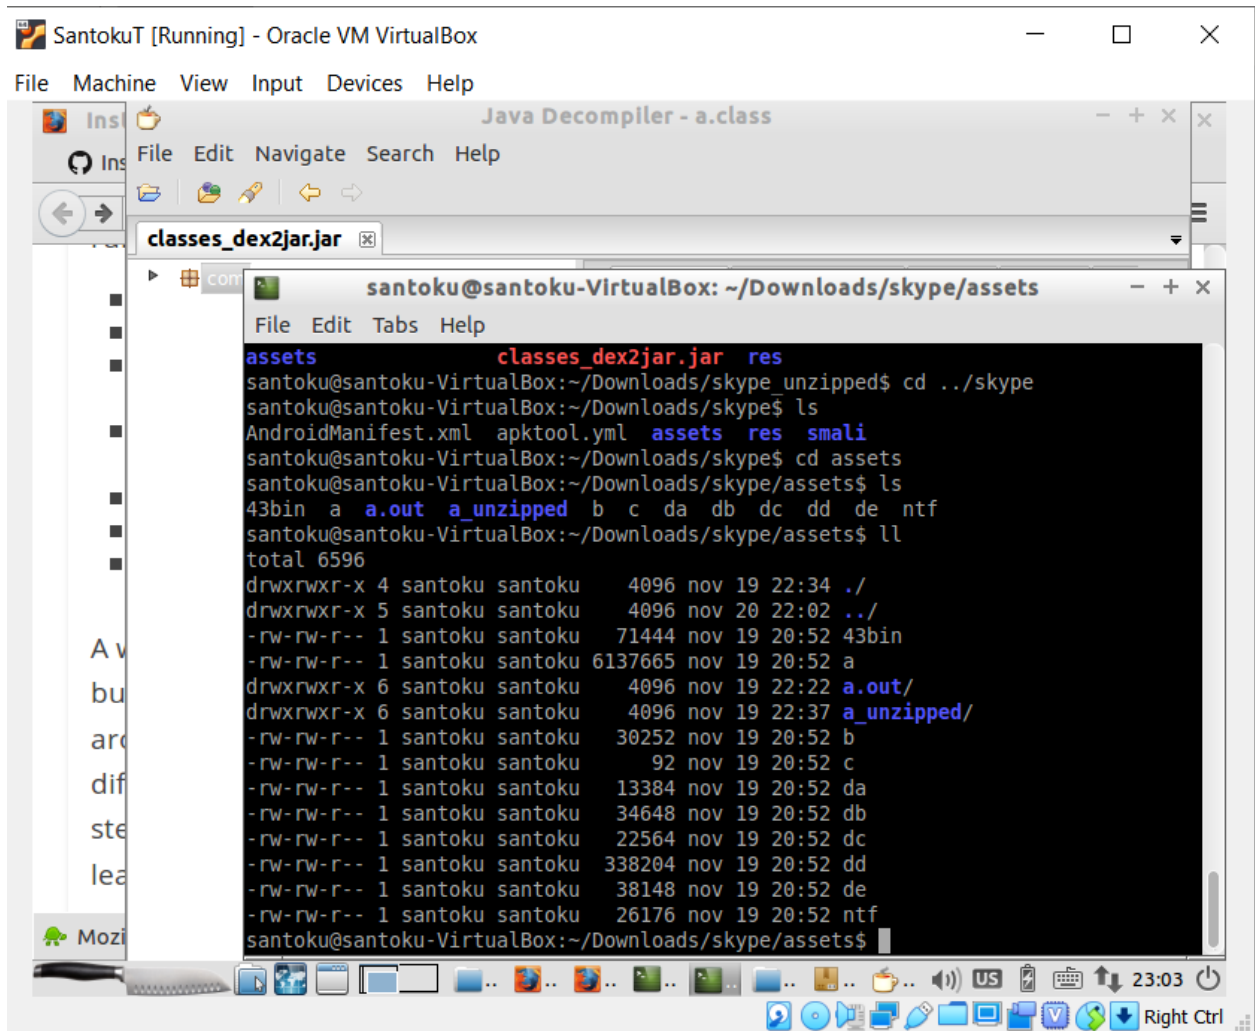 SantokuT [Running] - Oracle VM VirtualBox
File Machine View Input Devices Help
Java Decompiler - a.class
File Edit Navigate Search Help
classes_dex2jar.jar
com
santoku@santoku-VirtualBox: ~/Downloads/skype/assets
File Edit Tabs Help
assets classes_dex2jar.jar res
santoku@santoku-VirtualBox:~/Downloads/skype_unzipped$ cd ../skype
santoku@santoku-VirtualBox:~/Downloads/skype$ ls
AndroidManifest.xml apktool.yml assets res smali
santoku@santoku-VirtualBox:~/Downloads/skype$ cd assets
santoku@santoku-VirtualBox:~/Downloads/skype/assets$ ls
43bin a a.out a_unzipped b c da db dc dd de ntf
santoku@santoku-VirtualBox:~/Downloads/skype/assets$ ll
total 6596
drwxrwxr-x 4 santoku santoku 4096 nov 19 22:34 ./
drwxrwxr-x 5 santoku santoku 4096 nov 20 22:02 ../
-rw-rw-r-- 1 santoku santoku 71444 nov 19 20:52 43bin
-rw-rw-r-- 1 santoku santoku 6137665 nov 19 20:52 a
drwxrwxr-x 6 santoku santoku 4096 nov 19 22:22 a.out/
drwxrwxr-x 6 santoku santoku 4096 nov 19 22:37 a_unzipped/
-rw-rw-r-- 1 santoku santoku 30252 nov 19 20:52 b
-rw-rw-r-- 1 santoku santoku 92 nov 19 20:52 c
-rw-rw-r-- 1 santoku santoku 13384 nov 19 20:52 da
-rw-rw-r-- 1 santoku santoku 34648 nov 19 20:52 db
-rw-rw-r-- 1 santoku santoku 22564 nov 19 20:52 dc
-rw-rw-r-- 1 santoku santoku 338204 nov 19 20:52 dd
-rw-rw-r-- 1 santoku santoku 38148 nov 19 20:52 de
-rw-rw-r-- 1 santoku santoku 26176 nov 19 20:52 ntf
santoku@santoku-VirtualBox:~/Downloads/skype/assets$
Inst
Ins
A w
bu
arc
dif
ste
lea
Mozi
US
23:03
Right Ctrl